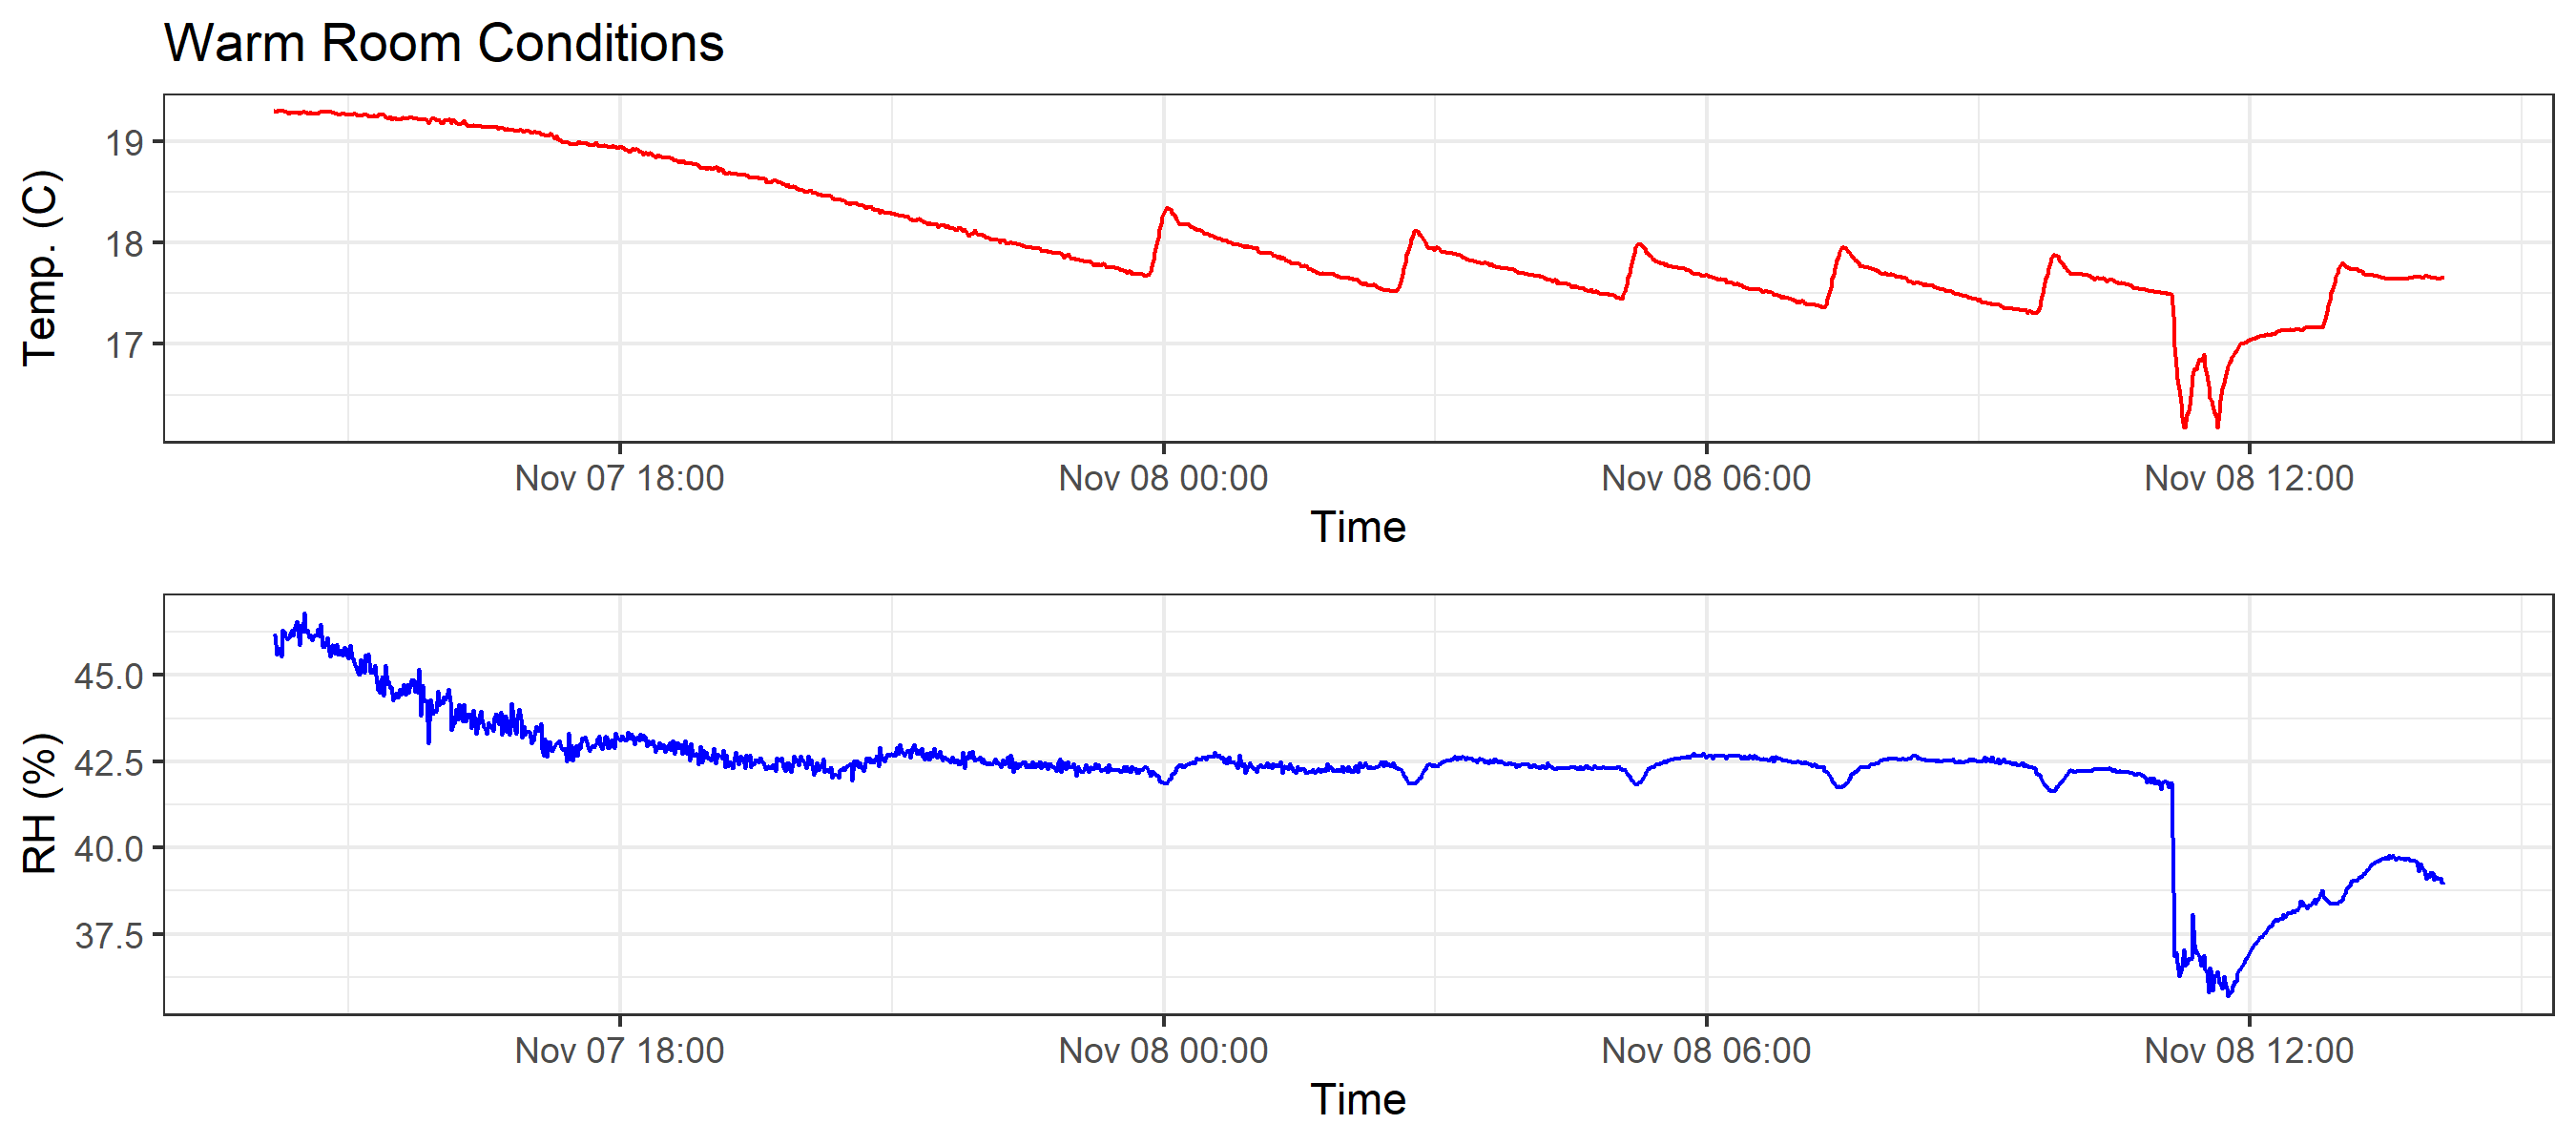 Warm Room Conditions
Temp. (C)
19
18
17
Nov 07 18:00 Nov 08 00:00 Nov 08 06:00 Nov 08 12:00
Time
RH (%)
45.0
42.5
40.0
37.5
Nov 07 18:00 Nov 08 00:00 Nov 08 06:00 Nov 08 12:00
Time